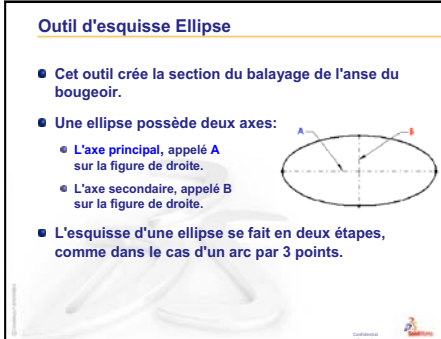 Outil d'esquisse Ellipse
Cet outil crée la section du balayage de l'anse du
bougeoir.
Une ellipse possède deux axes:
A
B
L'axe principal, appelé A
sur la figure de droite.
L'axe secondaire, appelé B
sur la figure de droite.
L'esquisse d'une ellipse se fait en deux étapes,
comme dans le cas d'un arc par 3 points.
Confidential
SolidWorks